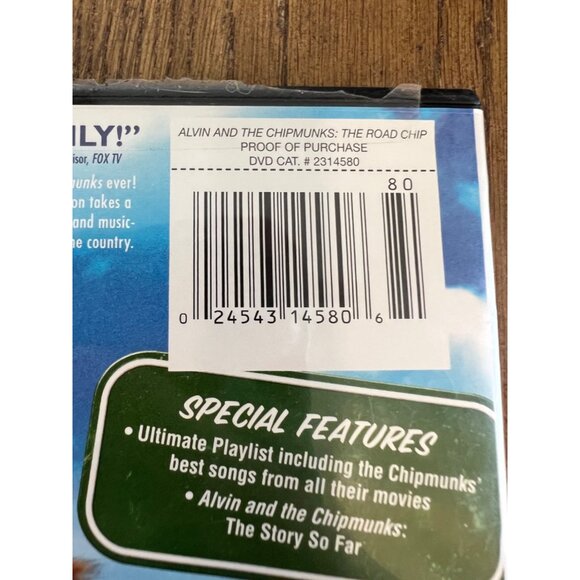 ILY!”
isor, FOX TV
unks ever!
on takes a
and music-
e country.
ALVIN AND THE CHIPMUNKS: THE ROAD CHIP
PROOF OF PURCHASE
DVD CAT. # 2314580
80
0 24543 14580 6
SPECIAL FEATURES
• Ultimate Playlist including the Chipmunks'
best songs from all their movies
• Alvin and the Chipmunks:
The Story So Far